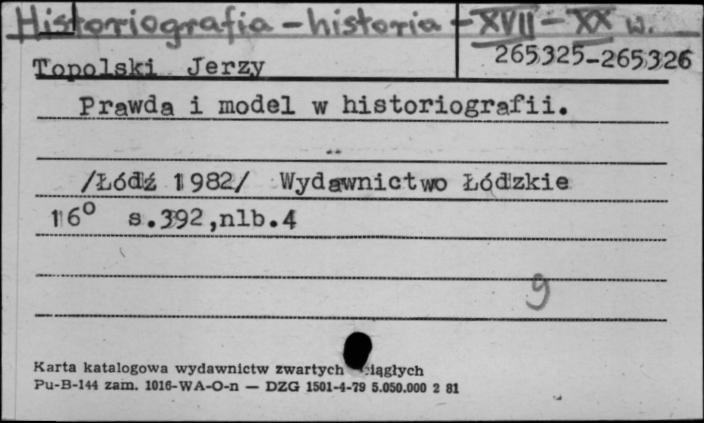 Historiografia – historia – XVII – XX w.
265325-265326
Topolski Jerzy
Prawda i model w historiografii.
/Łódź 1982/ Wydawnictwo Łódzkie
16° s.392,nlb.4
9
Karta katalogowa wydawnictw zwartych ciągłych
Pu-B-144 zam. 1016-WA-O-n — DZG 1501-4-79 5.050.000 2 81